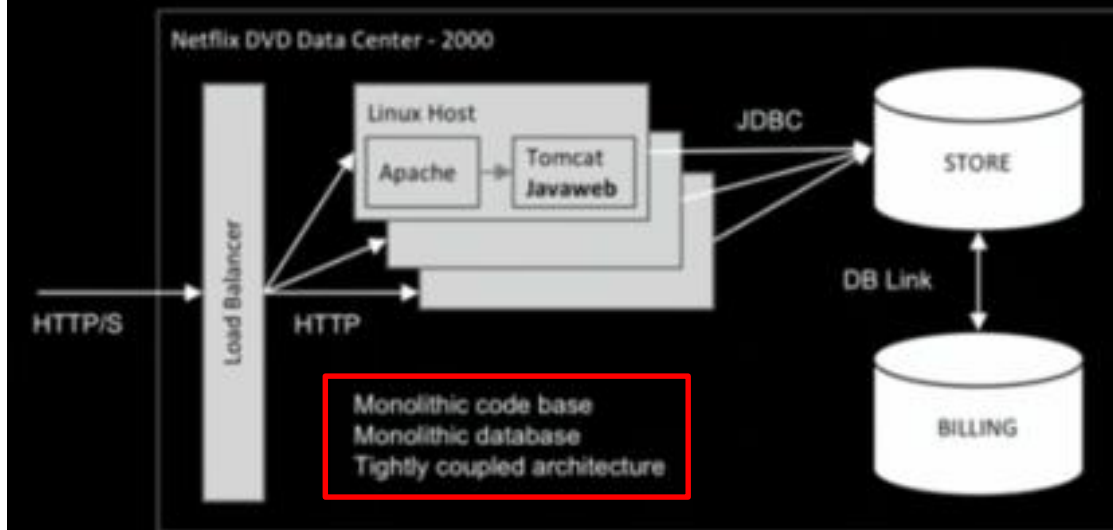 Netflix DVD Data Center - 2000
Linux Host
Apache
Tomcat
Javaweb
JDBC
STORE
Load Balancer
HTTP/S
HTTP
DB Link
BILLING
Monolithic code base
Monolithic database
Tightly coupled architecture